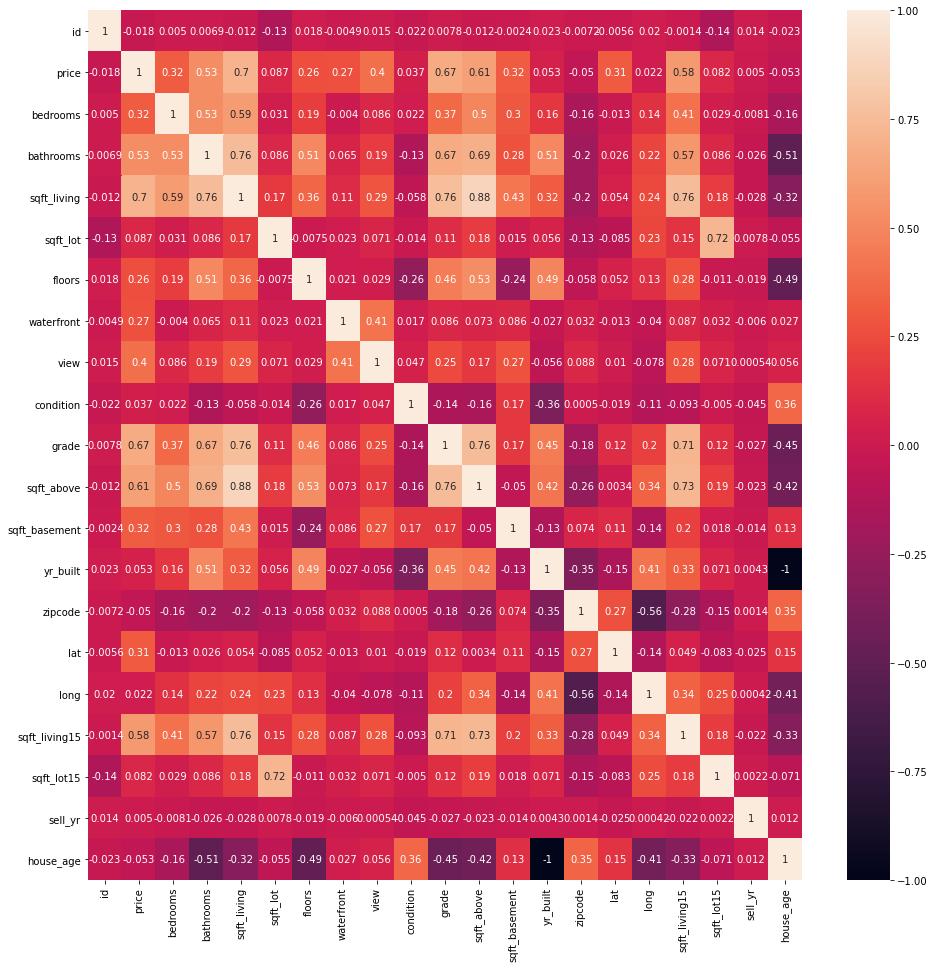 id 1 -0.018 0.005 0.0069 -0.012 -0.13 0.018 -0.0049 0.015 -0.022 0.0078 -0.012 -0.0024 0.023 -0.0072 -0.0056 0.02 -0.0014 -0.14 0.014 -0.023 1.00
price -0.018 1 0.32 0.53 0.7 0.087 0.26 0.27 0.4 0.037 0.67 0.61 0.32 0.053 -0.05 0.31 0.022 0.58 0.082 0.005 -0.053
bedrooms 0.005 0.32 1 0.53 0.59 0.031 0.19 -0.004 0.086 0.022 0.37 0.5 0.3 0.16 -0.16 -0.013 0.14 0.41 0.029 -0.0081 -0.16 0.75
bathrooms 0.0069 0.53 0.53 1 0.76 0.086 0.51 0.065 0.19 -0.13 0.67 0.69 0.28 0.51 -0.2 0.026 0.22 0.57 0.086 -0.026 -0.51
sqft_living -0.012 0.7 0.59 0.76 1 0.17 0.36 0.11 0.29 -0.058 0.76 0.88 0.43 0.32 -0.2 0.054 0.24 0.76 0.18 -0.028 -0.32 0.50
sqft_lot -0.13 0.087 0.031 0.086 0.17 1 -0.0075 0.023 0.071 -0.014 0.11 0.18 0.015 0.056 -0.13 -0.085 0.23 0.15 0.72 0.0078 -0.055
floors 0.018 0.26 0.19 0.51 0.36 -0.0075 1 0.021 0.029 -0.26 0.46 0.53 -0.24 0.49 -0.058 0.052 0.13 0.28 -0.011 -0.019 -0.49
waterfront -0.0049 0.27 -0.004 0.065 0.11 0.023 0.021 1 0.41 0.017 0.086 0.073 0.086 -0.027 0.032 -0.013 -0.04 0.087 0.032 -0.006 0.027 0.25
view 0.015 0.4 0.086 0.19 0.29 0.071 0.029 0.41 1 0.047 0.25 0.17 0.27 -0.056 0.088 0.01 -0.078 0.28 0.071 0.00054 0.056
condition -0.022 0.037 0.022 -0.13 -0.058 -0.014 -0.26 0.017 0.047 1 -0.14 -0.16 0.17 -0.36 0.0005 -0.019 -0.11 -0.093 -0.005 -0.045 0.36
grade 0.0078 0.67 0.37 0.67 0.76 0.11 0.46 0.086 0.25 -0.14 1 0.76 0.17 0.45 -0.18 0.12 0.2 0.71 0.12 -0.027 -0.45 0.00
sqft_above -0.012 0.61 0.5 0.69 0.88 0.18 0.53 0.073 0.17 -0.16 0.76 1 -0.05 0.42 -0.26 0.0034 0.34 0.73 0.19 -0.023 -0.42
sqft_basement -0.0024 0.32 0.3 0.28 0.43 0.015 -0.24 0.086 0.27 0.17 0.17 -0.05 1 -0.13 0.074 0.11 -0.14 0.2 0.018 -0.014 0.13 -0.25
yr_built 0.023 0.053 0.16 0.51 0.32 0.056 0.49 -0.027 -0.056 -0.36 0.45 0.42 -0.13 1 -0.35 -0.15 0.41 0.33 0.071 0.0043 -1
zipcode -0.0072 -0.05 -0.16 -0.2 -0.2 -0.13 -0.058 0.032 0.088 0.0005 -0.18 -0.26 0.074 -0.35 1 0.27 -0.56 -0.28 -0.15 0.0014 0.35
lat -0.0056 0.31 -0.013 0.026 0.054 -0.085 0.052 -0.013 0.01 -0.019 0.12 0.0034 0.11 -0.15 0.27 1 -0.14 0.049 -0.083 -0.025 0.15 -0.50
long 0.02 0.022 0.14 0.22 0.24 0.23 0.13 -0.04 -0.078 -0.11 0.2 0.34 -0.14 0.41 -0.56 -0.14 1 0.34 0.25 0.00042 -0.41
sqft_living15 -0.0014 0.58 0.41 0.57 0.76 0.15 0.28 0.087 0.28 -0.093 0.71 0.73 0.2 0.33 -0.28 0.049 0.34 1 0.18 -0.022 -0.33
sqft_lot15 -0.14 0.082 0.029 0.086 0.18 0.72 -0.011 0.032 0.071 -0.005 0.12 0.19 0.018 0.071 -0.15 -0.083 0.25 0.18 1 0.0022 -0.071 -0.75
sell_yr 0.014 0.005 -0.0081 -0.026 -0.028 0.0078 -0.019 -0.006 0.00054 -0.045 -0.027 -0.023 -0.014 0.0043 0.0014 -0.025 0.00042 -0.022 0.0022 1 0.012
house_age -0.023 -0.053 -0.16 -0.51 -0.32 -0.055 -0.49 0.027 0.056 0.36 -0.45 -0.42 0.13 -1 0.35 0.15 -0.41 -0.33 -0.071 0.012 1 -1.00
id price bedrooms bathrooms sqft_living sqft_lot floors waterfront view condition grade sqft_above sqft_basement yr_built zipcode lat long sqft_living15 sqft_lot15 sell_yr house_age